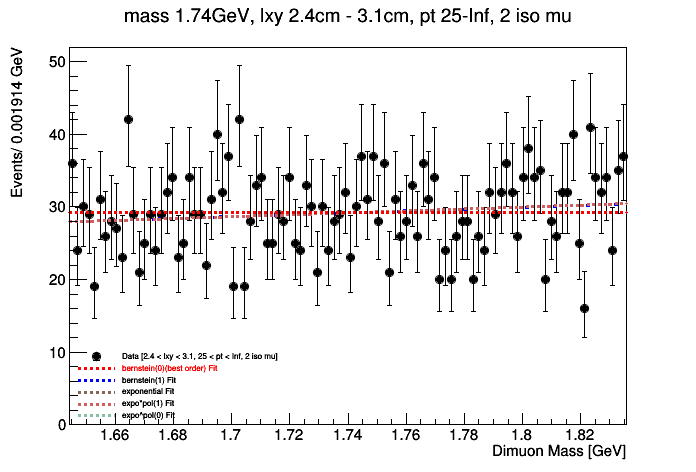 mass 1.74GeV, lxy 2.4cm - 3.1cm, pt 25-Inf, 2 iso mu
Events/ 0.001914 GeV
50
40
30
20
10
0
Data [2.4 < lxy < 3.1, 25 < pt < Inf, 2 iso mu]
bernstein(0)(best order) Fit
bernstein(1) Fit
exponential Fit
expo*pol(1) Fit
expo^pol(0) Fit
1.66 1.68 1.7 1.72 1.74 1.76 1.78 1.8 1.82
Dimuon Mass [GeV]